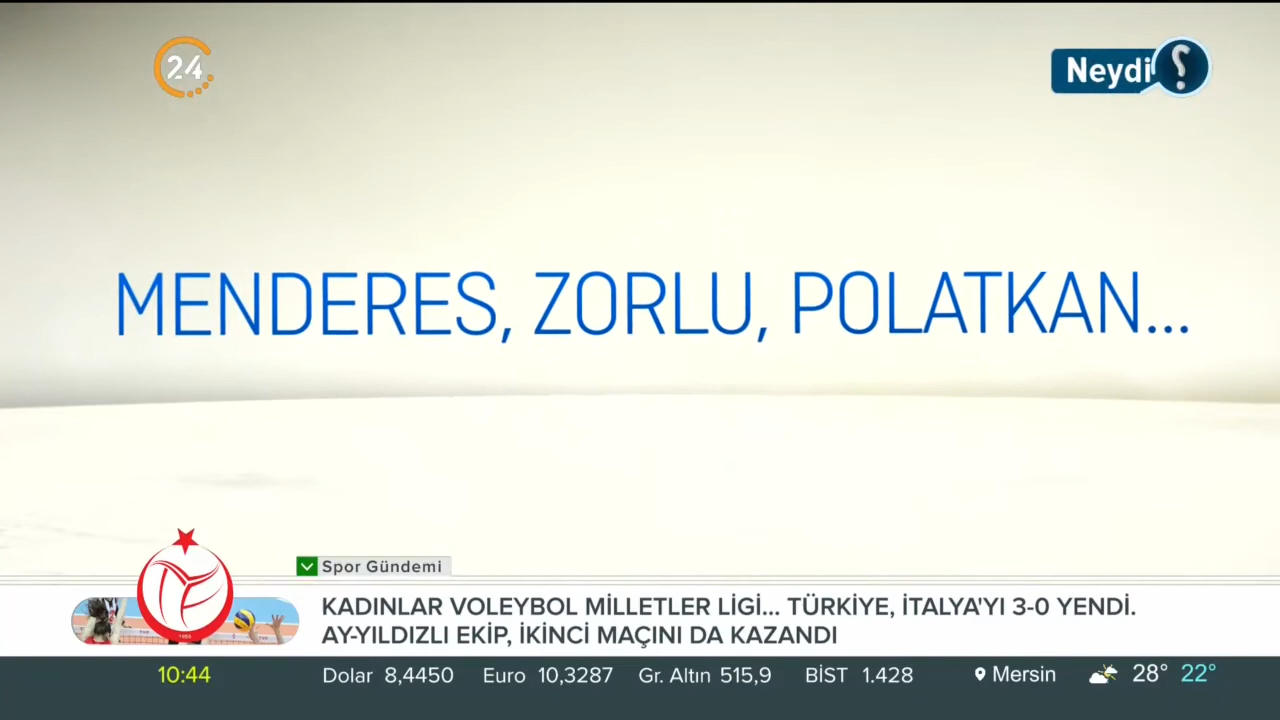 24
Neydi?
MENDERES, ZORLU, POLATKAN...
Spor Gündemi
KADINLAR VOLEYBOL MİLLETLER LİGİ... TÜRKİYE, İTALYA'YI 3-0 YENDİ.
AY-YILDIZLI EKİP, İKİNCİ MAÇINI DA KAZANDI
10:44 Dolar 8,4450 Euro 10,3287 Gr. Altın 515,9 BİST 1.428 Mersin 28° 22°